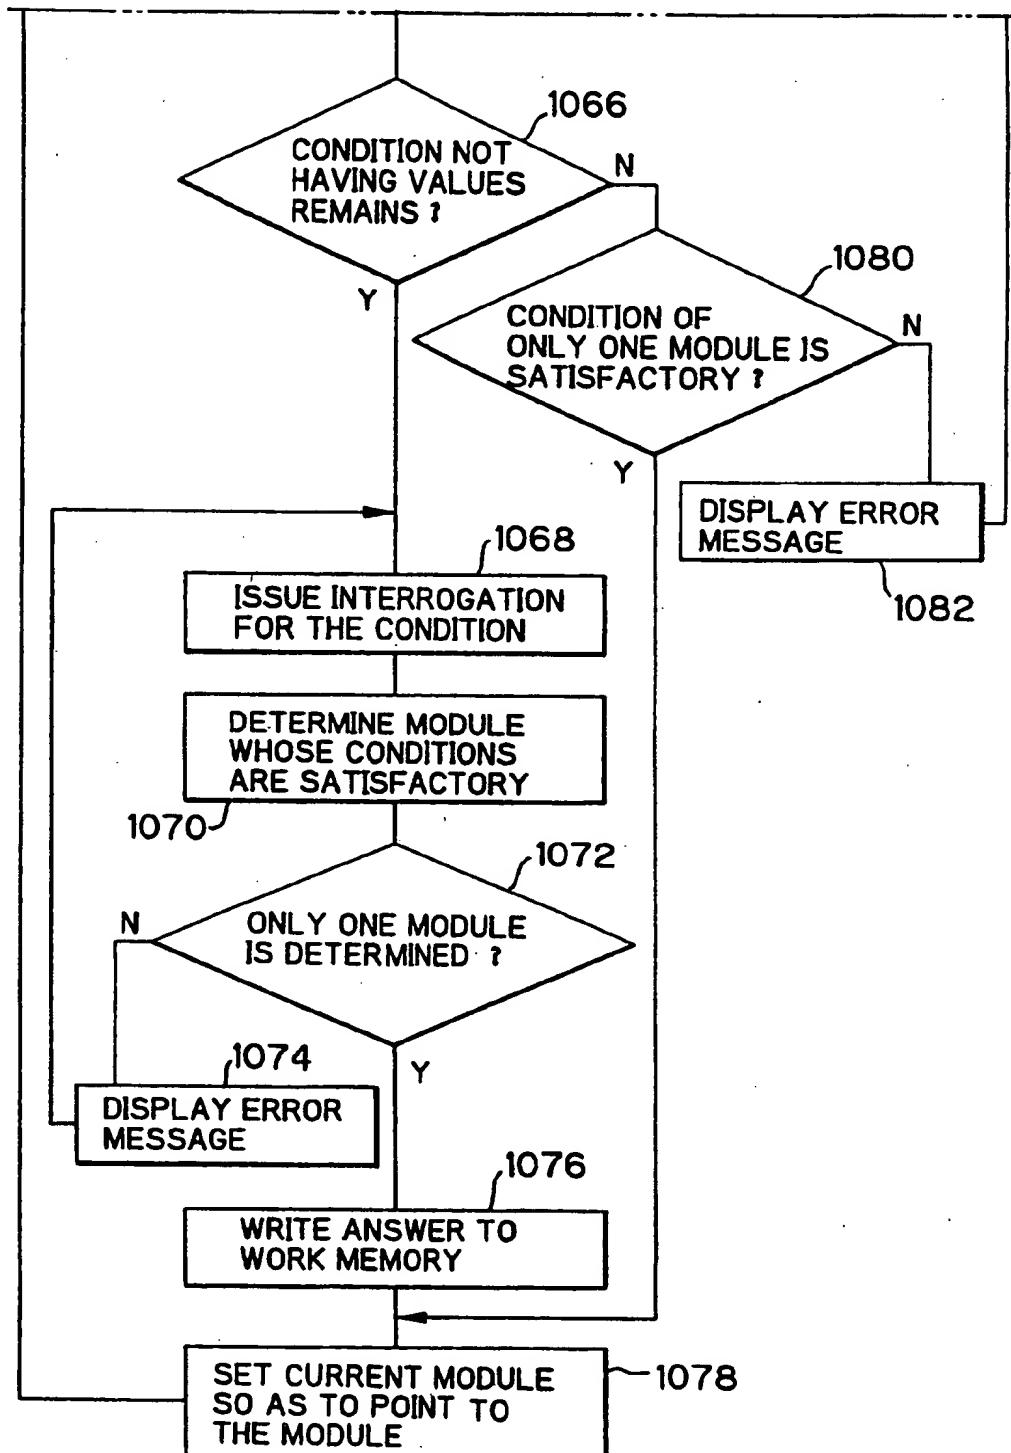 1066
CONDITION NOT
HAVING VALUES
REMAINS ?
N
Y
1080
CONDITION OF
ONLY ONE MODULE IS
SATISFACTORY ?
N
Y
DISPLAY ERROR
MESSAGE
1082
1068
ISSUE INTERROGATION
FOR THE CONDITION
DETERMINE MODULE
WHOSE CONDITIONS
ARE SATISFACTORY
1070
1072
ONLY ONE MODULE
IS DETERMINED ?
N
Y
1074
DISPLAY ERROR
MESSAGE
1076
WRITE ANSWER TO
WORK MEMORY
SET CURRENT MODULE
SO AS TO POINT TO
THE MODULE
1078